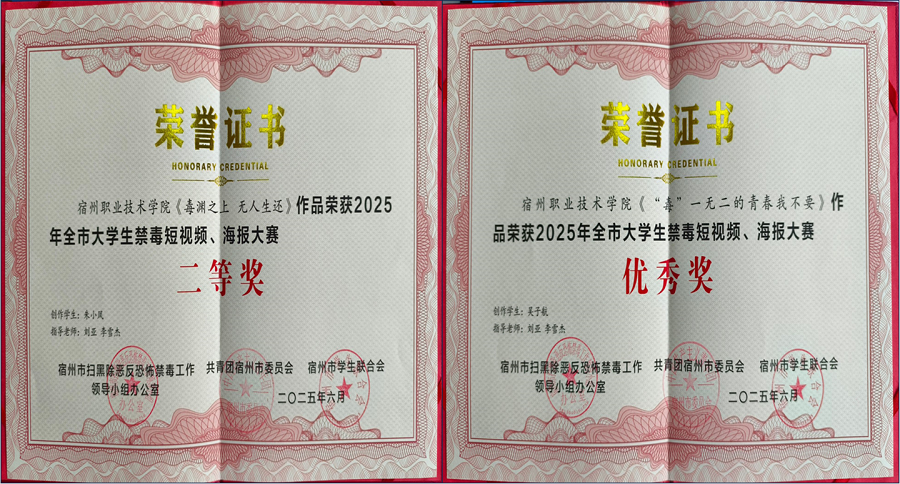 荣誉证书
HONORARY CREDENTIAL
宿州职业技术学院《毒渊之上 无人生还》作品荣获2025
年全市大学生禁毒短视频、海报大赛
二等奖
创作学生：朱小凤
指导老师：刘亚 李雪杰
宿州市扫黑除恶反恐怖禁毒工作 共青团宿州市委员会 宿州市学生联合会
领导小组办公室
二〇二五年六月
荣誉证书
HONORARY CREDENTIAL
宿州职业技术学院《“毒”一无二的青春我不要》作
品荣获2025年全市大学生禁毒短视频、海报大赛
优秀奖
创作学生：吴子航
指导老师：刘亚 李雪杰
宿州市扫黑除恶反恐怖禁毒工作 共青团宿州市委员会 宿州市学生联合会
领导小组办公室
二〇二五年六月